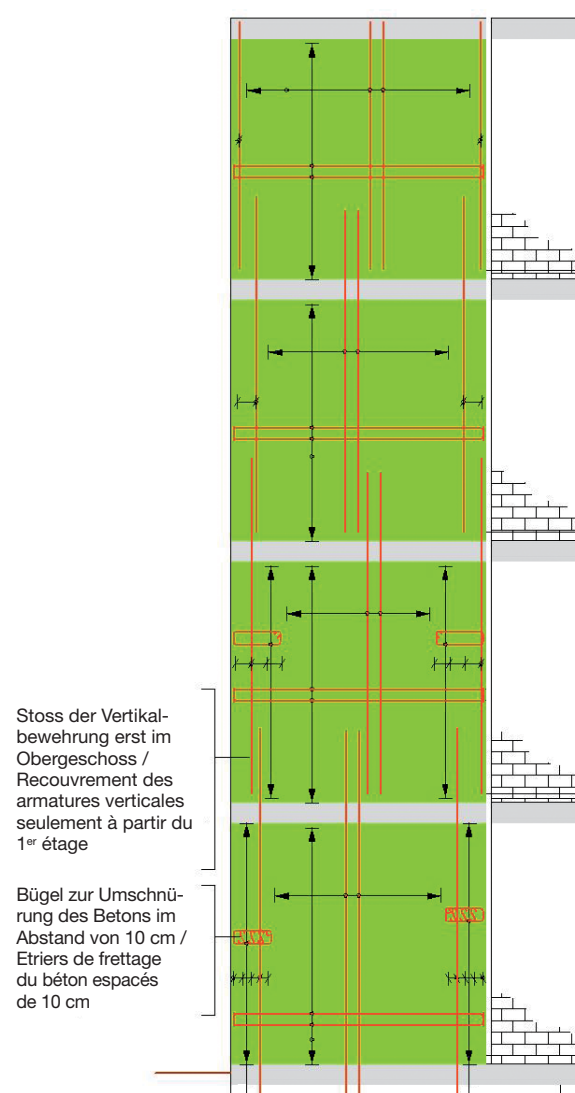 Stoss der Vertikal-
bewehrung erst im
Obergeschoss /
Recouvrement des
armatures verticales
seulement à partir du
1er étage
Bügel zur Umschnü-
rung des Betons im
Abstand von 10 cm /
Etriers de frettage
du béton espacés
de 10 cm